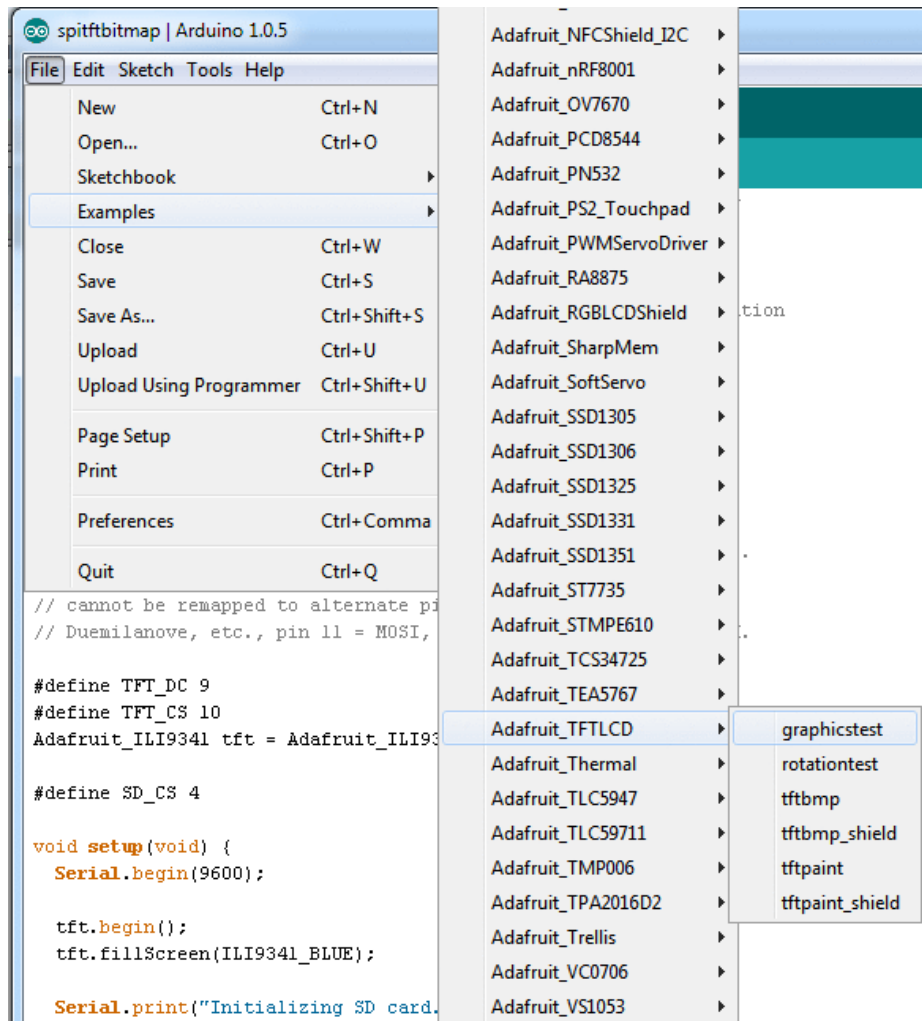 spitftbitmap | Arduino 1.0.5
File Edit Sketch Tools Help
New Ctrl+N
Open... Ctrl+O
Sketchbook
Examples
Close Ctrl+W
Save Ctrl+S
Save As... Ctrl+Shift+S
Upload Ctrl+U
Upload Using Programmer Ctrl+Shift+U
Page Setup Ctrl+Shift+P
Print Ctrl+P
Preferences Ctrl+Comma
Quit Ctrl+Q
Adafruit_NFCShield_I2C
Adafruit_nRF8001
Adafruit_OV7670
Adafruit_PCD8544
Adafruit_PN532
Adafruit_PS2_Touchpad
Adafruit_PWMServoDriver
Adafruit_RA8875
Adafruit_RGBLCDShield
Adafruit_SharpMem
Adafruit_SoftServo
Adafruit_SSD1305
Adafruit_SSD1306
Adafruit_SSD1325
Adafruit_SSD1331
Adafruit_SSD1351
Adafruit_ST7735
Adafruit_STMPE610
Adafruit_TCS34725
Adafruit_TEA5767
Adafruit_TFTLCD
Adafruit_Thermal
Adafruit_TLC5947
Adafruit_TLC59711
Adafruit_TMP006
Adafruit_TPA2016D2
Adafruit_Trellis
Adafruit_VC0706
Adafruit_VS1053
graphicstest
rotationtest
tftbmp
tftbmp_shield
tftpaint
tftpaint_shield
tion
// cannot be remapped to alternate pi
// Duemilanove, etc., pin 11 = MOSI,
#define TFT_DC 9
#define TFT_CS 10
Adafruit_ILI9341 tft = Adafruit_ILI93
#define SD_CS 4
void setup(void) {
Serial.begin(9600);
tft.begin();
tft.fillScreen(ILI9341_BLUE);
Serial.print("Initializing SD card.